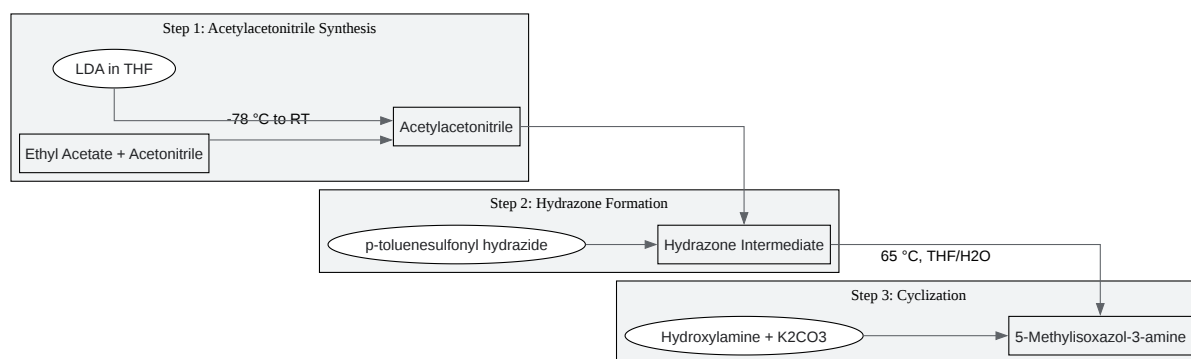 Step 1: Acetylacetonitrile Synthesis
LDA in THF
-78 °C to RT
Acetylacetonitrile
Ethyl Acetate + Acetonitrile
Step 2: Hydrazone Formation
p-toluenesulfonyl hydrazide
Hydrazone Intermediate
65 °C, THF/H2O
Step 3: Cyclization
Hydroxylamine + K2CO3
5-Methylisoxazol-3-amine